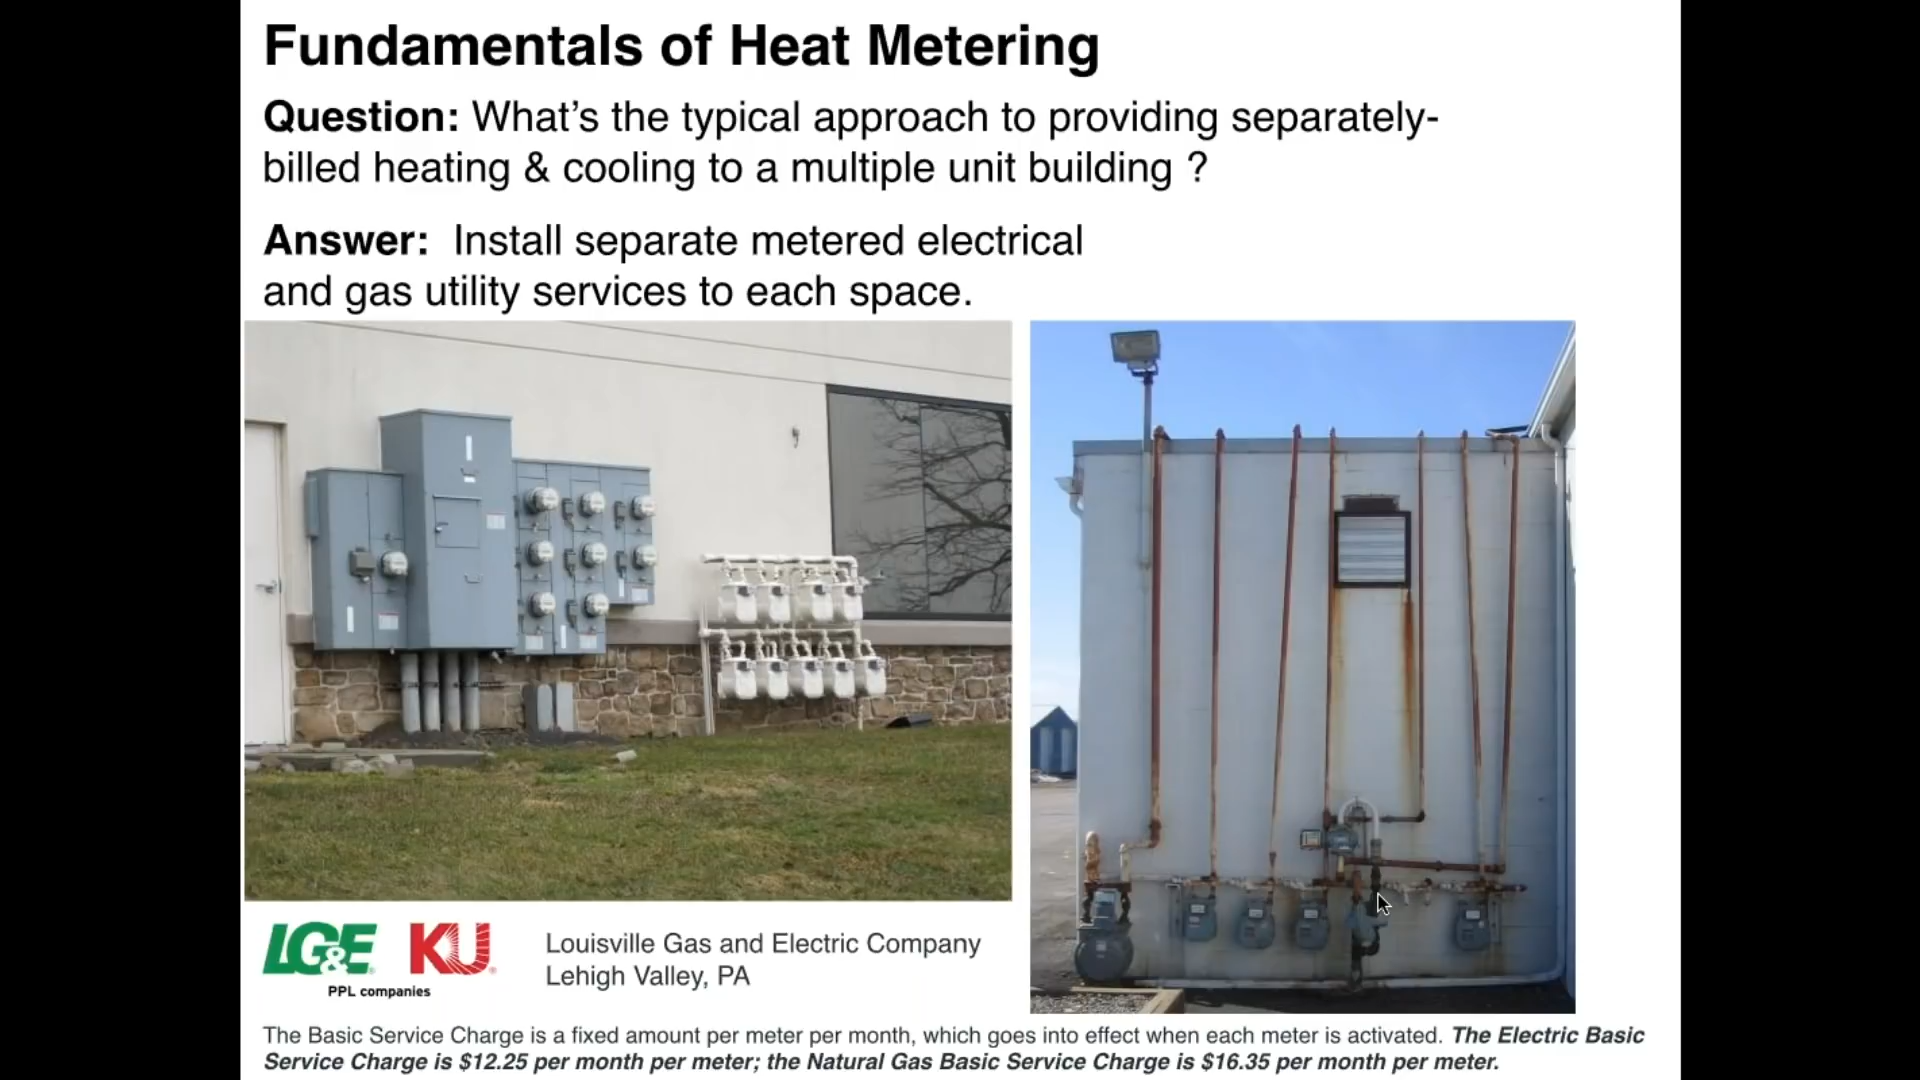 Fundamentals of Heat Metering
Question: What’s the typical approach to providing separately-
billed heating & cooling to a multiple unit building ?
Answer: Install separate metered electrical
and gas utility services to each space.
LG&E KU
PPL companies
Louisville Gas and Electric Company
Lehigh Valley, PA
The Basic Service Charge is a fixed amount per meter per month, which goes into effect when each meter is activated. The Electric Basic
Service Charge is $12.25 per month per meter; the Natural Gas Basic Service Charge is $16.35 per month per meter.